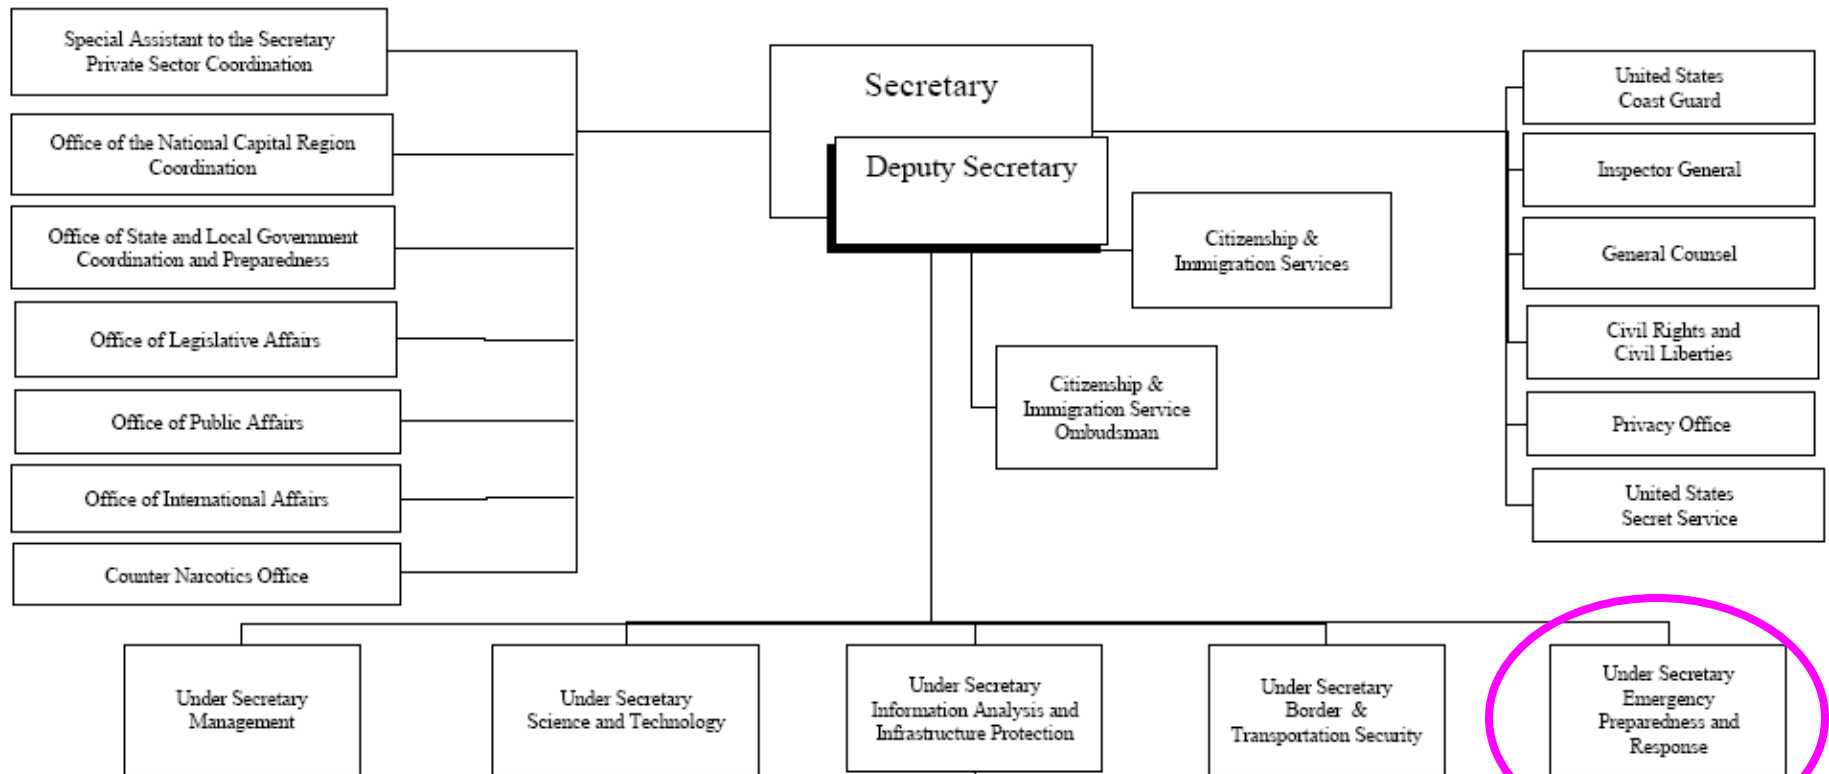 Special Assistant to the Secretary
Private Sector Coordination
Office of the National Capital Region
Coordination
Office of State and Local Government
Coordination and Preparedness
Office of Legislative Affairs
Office of Public Affairs
Office of International Affairs
Counter Narcotics Office
Secretary
Deputy Secretary
Citizenship &
Immigration Services
Citizenship &
Immigration Service
Ombudsman
United States
Coast Guard
Inspector General
General Counsel
Civil Rights and
Civil Liberties
Privacy Office
United States
Secret Service
Under Secretary
Management
Under Secretary
Science and Technology
Under Secretary
Information Analysis and
Infrastructure Protection
Under Secretary
Border &
Transportation Security
Under Secretary
Emergency
Preparedness and
Response